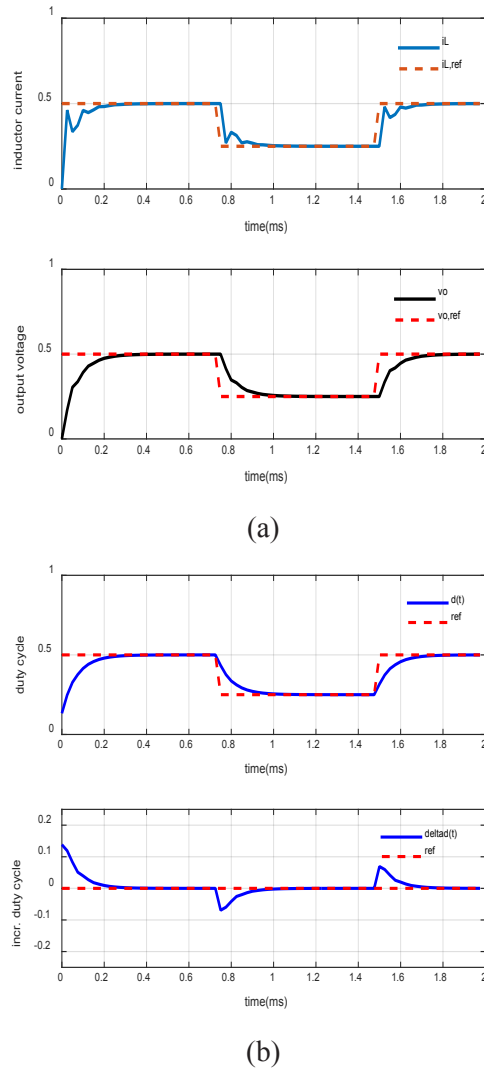 1
iL
iL,ref
inductor current
0.5
0
0 0.2 0.4 0.6 0.8 1 1.2 1.4 1.6 1.8 2
time(ms)
1
vo
vo,ref
output voltage
0.5
0
0 0.2 0.4 0.6 0.8 1 1.2 1.4 1.6 1.8 2
time(ms)
(a)
1
d(t)
ref
duty cycle
0.5
0
0 0.2 0.4 0.6 0.8 1 1.2 1.4 1.6 1.8 2
time(ms)
0.2
deltad(t)
ref
incr. duty cycle
0.1
0
-0.1
-0.2
0 0.2 0.4 0.6 0.8 1 1.2 1.4 1.6 1.8 2
time(ms)
(b)